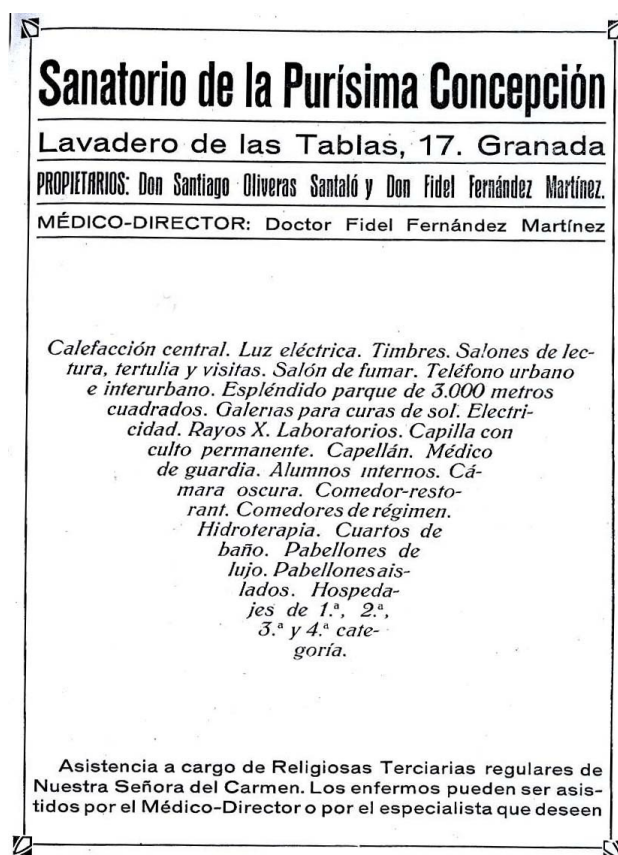 Sanatorio de la Purísima Concepción
Lavadero de las Tablas, 17. Granada
PROPIETARIOS: Don Santiago Oliveras Santaló y Don Fidel Fernández Martínez.
MÉDICO-DIRECTOR: Doctor Fidel Fernández Martínez
Calefacción central. Luz eléctrica. Timbres. Salones de lec-
tura, tertulia y visitas. Salón de fumar. Teléfono urbano
e interurbano. Espléndido parque de 3.000 metros
cuadrados. Galerías para curas de sol. Electri-
cidad. Rayos X. Laboratorios. Capilla con
culto permanente. Capellán. Médico
de guardia. Alumnos internos. Cá-
mara oscura. Comedor-resto-
rant. Comedores de régimen.
Hidroterapia. Cuartos de
baño. Pabellones de
lujo. Pabellones ais-
lados. Hospeda-
jes de 1.ª, 2.ª,
3.ª y 4.ª cate-
goría.
Asistencia a cargo de Religiosas Terciarias regulares de
Nuestra Señora del Carmen. Los enfermos pueden ser asis-
tidos por el Médico-Director o por el especialista que deseen